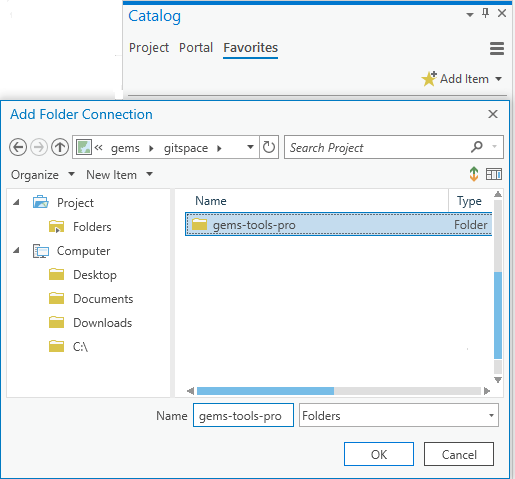 Catalog
Project Portal Favorites
Add Item
Add Folder Connection
« gems gitspace Search Project
Organize New Item
Project
Folders
Computer
Desktop
Documents
Downloads
C:\
Name Type
gems-tools-pro Folder
Name gems-tools-pro Folders
OK Cancel